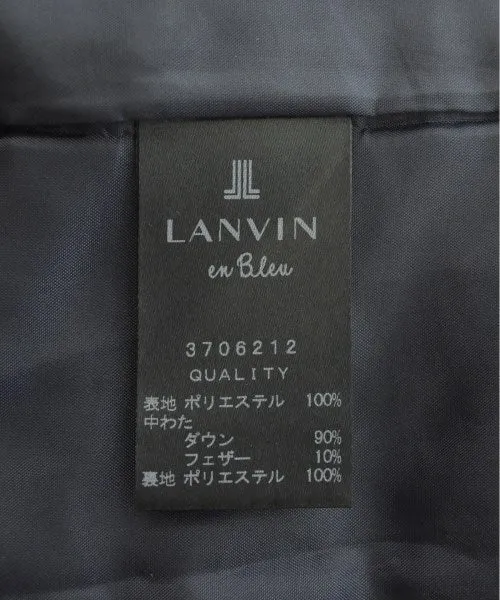 LANVIN
en Bleu
3706212
QUALITY
表地 ポリエステル 100%
中わた
ダウン 90%
フェザー 10%
裏地 ポリエステル 100%